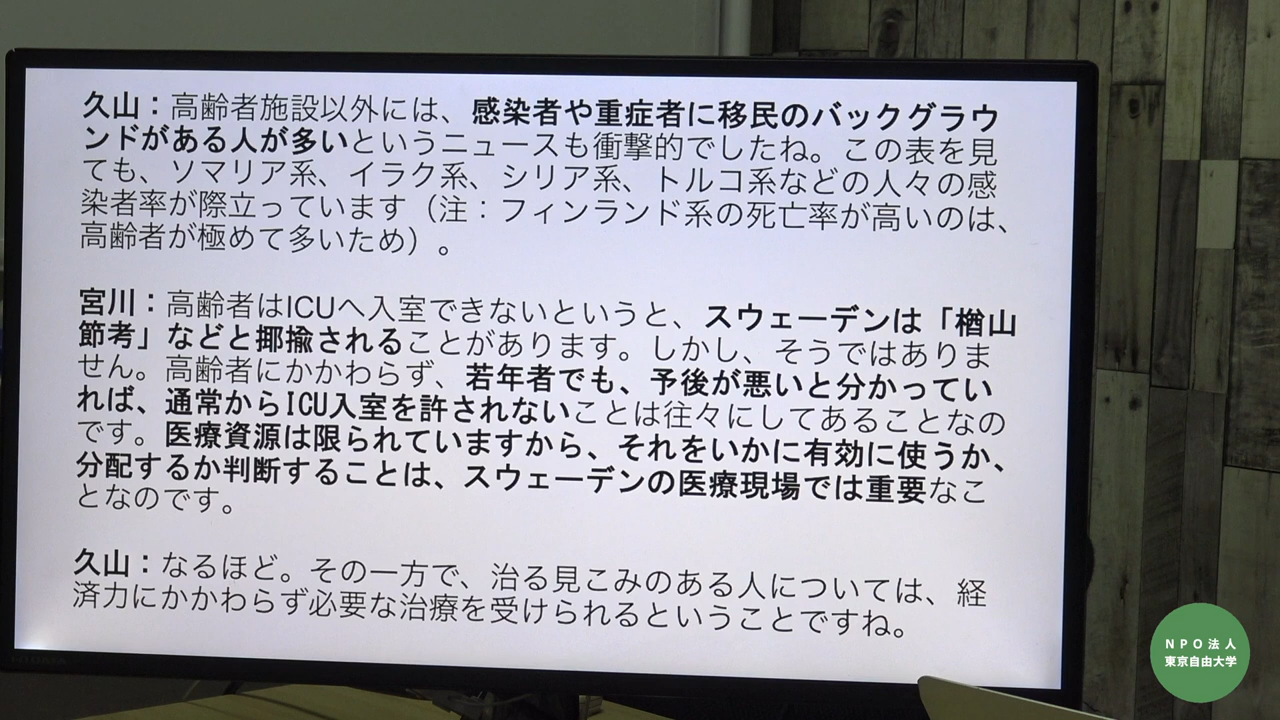 久山：高齢者施設以外には、感染者や重症者に移民のバックグラウ
ンドがある人が多いというニュースも衝撃的でしたね。この表を見
ても、ソマリア系、イラク系、シリア系、トルコ系などの人々の感
染者率が際立っています（注：フィンランド系の死亡率が高いのは、
高齢者が極めて多いため）。
宮川：高齢者はICUへ入室できないというと、スウェーデンは「楢山
節考」などと揶揄されることがあります。しかし、そうではありま
せん。高齢者にかかわらず、若年者でも、予後が悪いと分かってい
れば、通常からICU入室を許されないことは往々にしてあることなの
です。医療資源は限られていますから、それをいかに有効に使うか、
分配するか判断することは、スウェーデンの医療現場では重要なこ
となのです。
久山：なるほど。その一方で、治る見こみのある人については、経
済力にかかわらず必要な治療を受けられるということですね。
NPO法人
東京自由大学